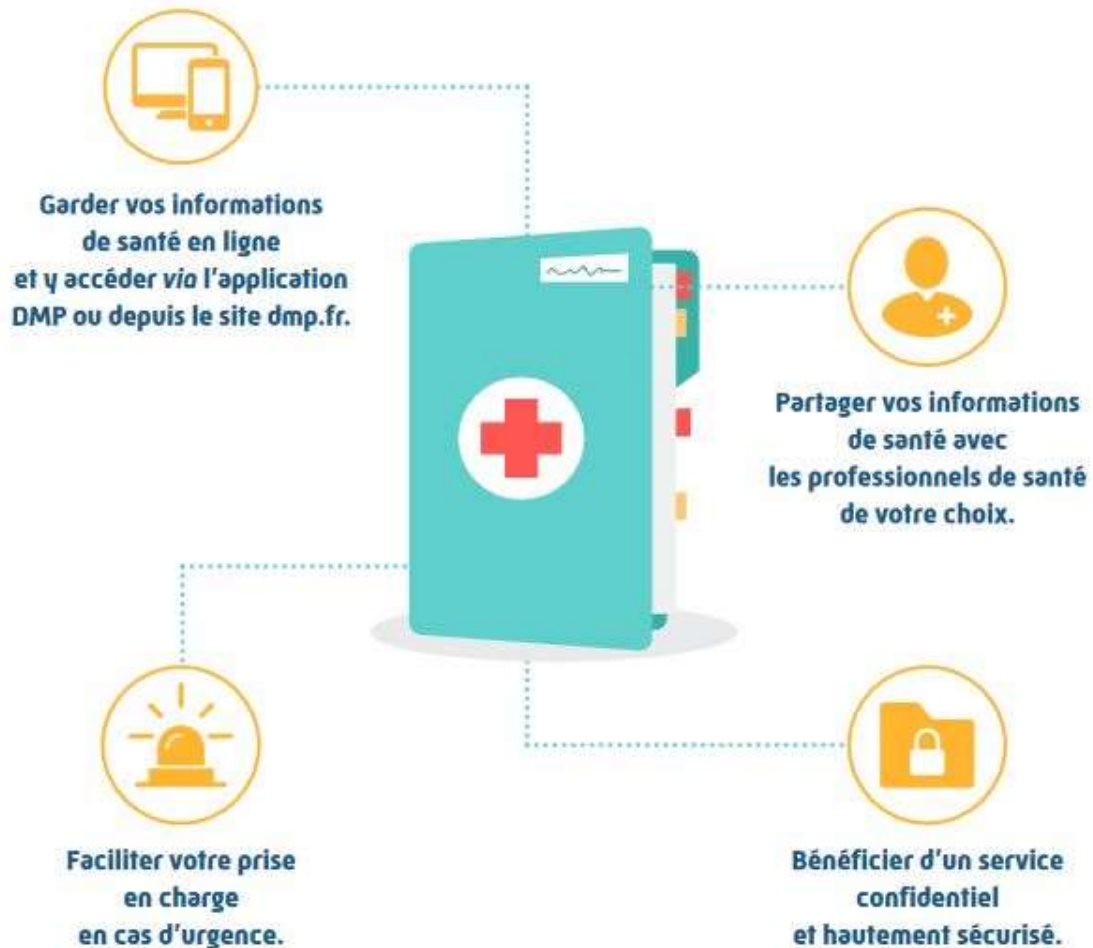 Garder vos informations
de santé en ligne
et y accéder via l'application
DMP ou depuis le site dmp.fr.
Partager vos informations
de santé avec
les professionnels de santé
de votre choix.
Faciliter votre prise
en charge
en cas d'urgence.
Bénéficier d'un service
confidentiel
et hautement sécurisé.